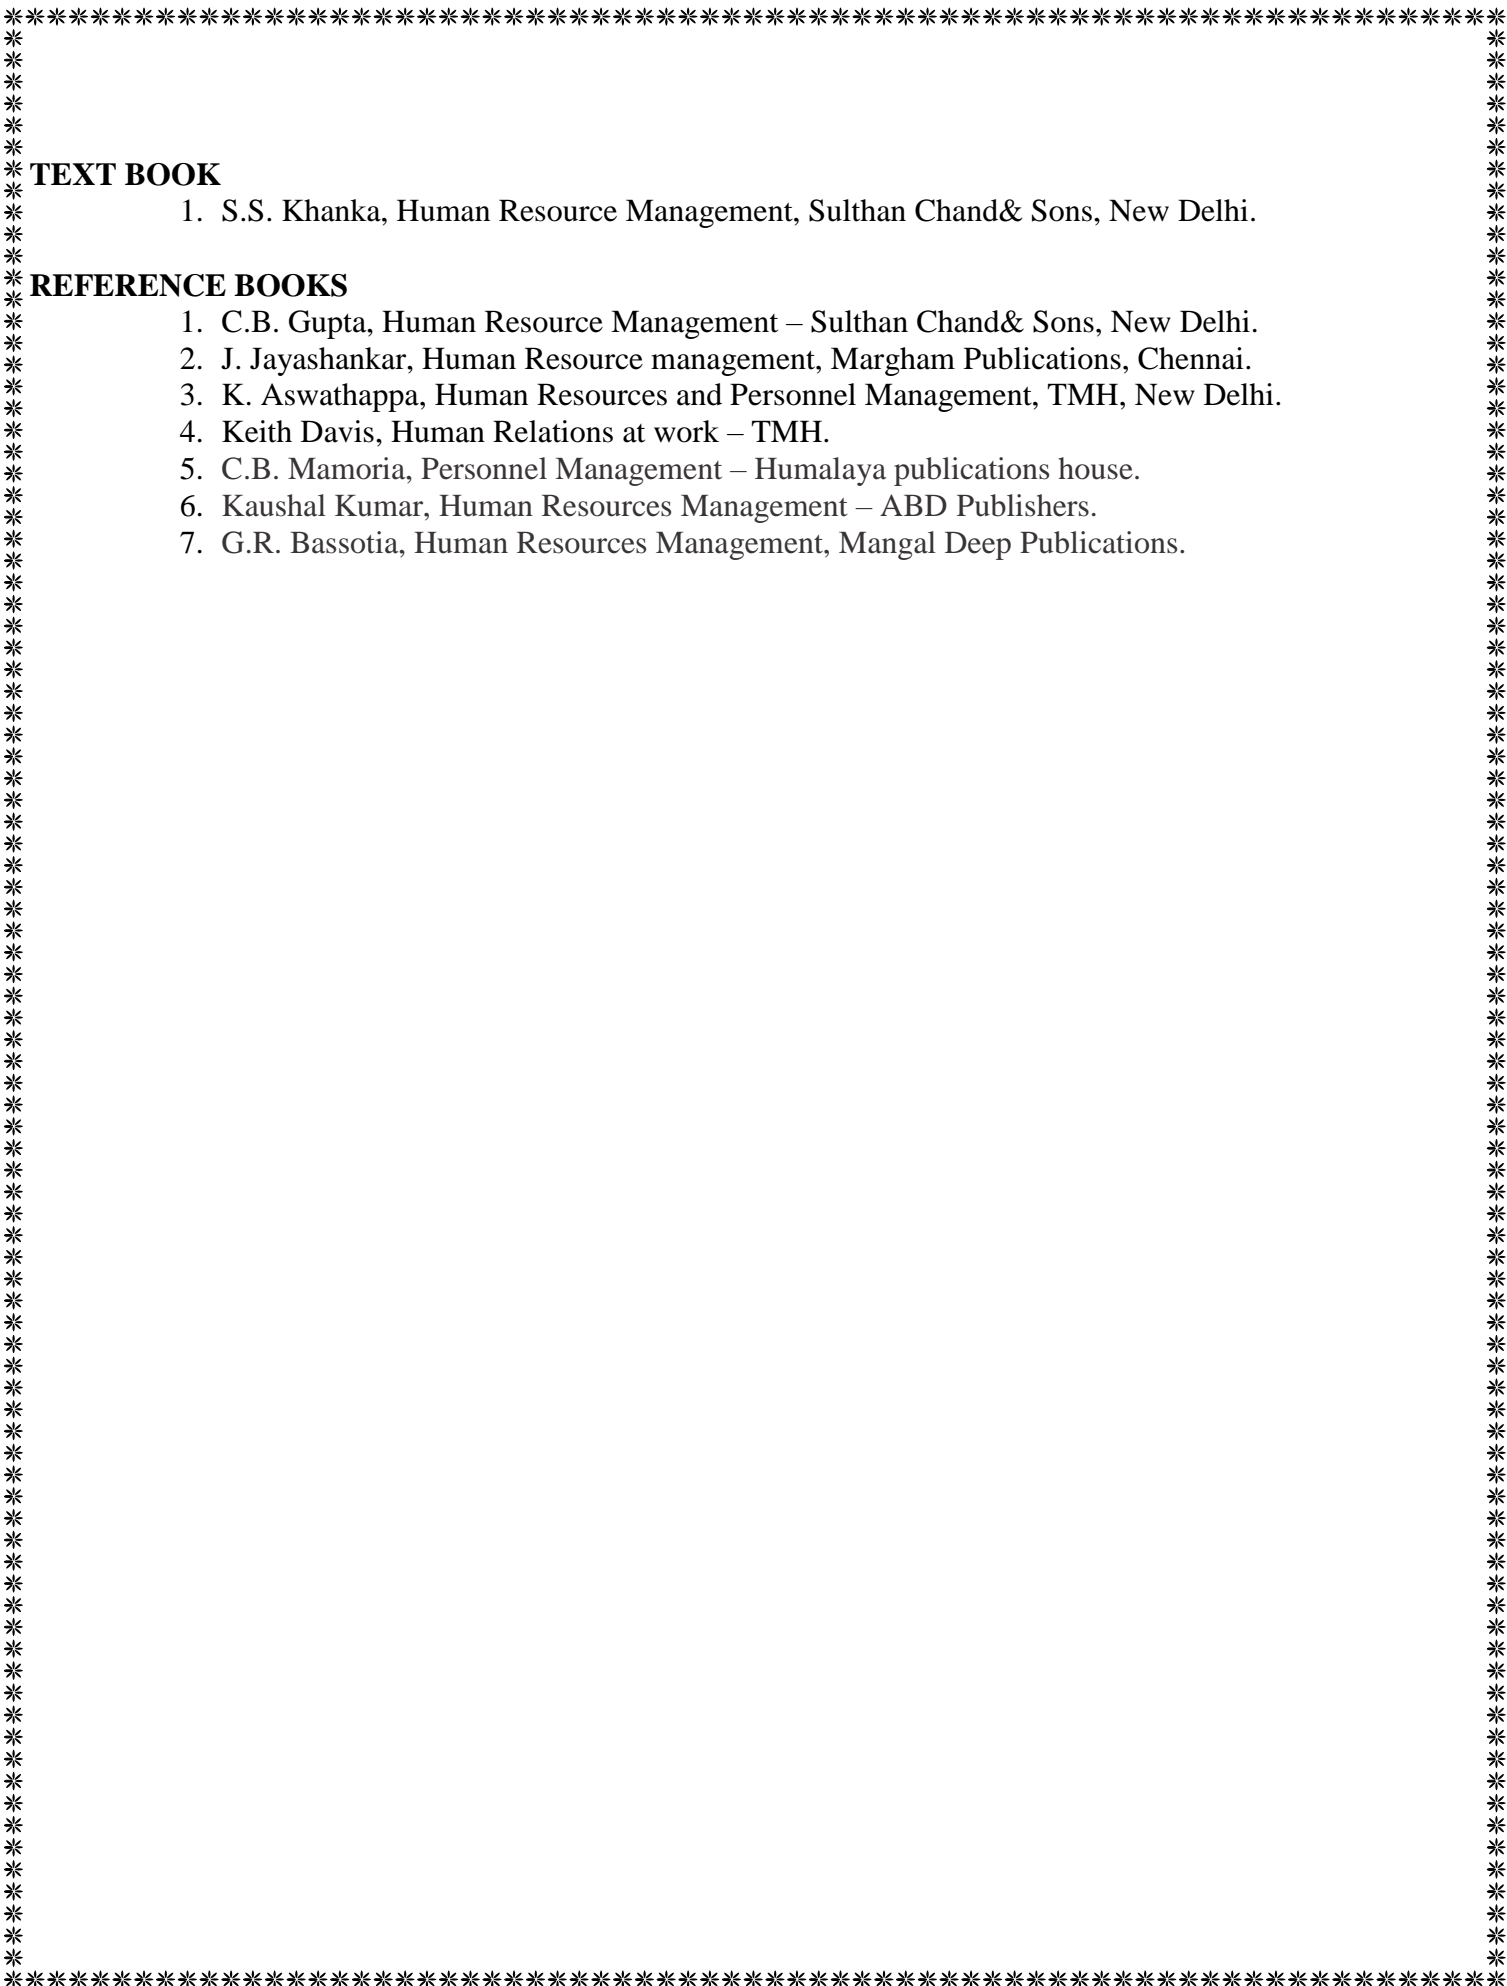 TEXT BOOK
1. S.S. Khanka, Human Resource Management, Sulthan Chand& Sons, New Delhi.
REFERENCE BOOKS
1. C.B. Gupta, Human Resource Management – Sulthan Chand& Sons, New Delhi.
2. J. Jayashankar, Human Resource management, Margham Publications, Chennai.
3. K. Aswathappa, Human Resources and Personnel Management, TMH, New Delhi.
4. Keith Davis, Human Relations at work – TMH.
5. C.B. Mamoria, Personnel Management – Humalaya publications house.
6. Kaushal Kumar, Human Resources Management – ABD Publishers.
7. G.R. Bassotia, Human Resources Management, Mangal Deep Publications.